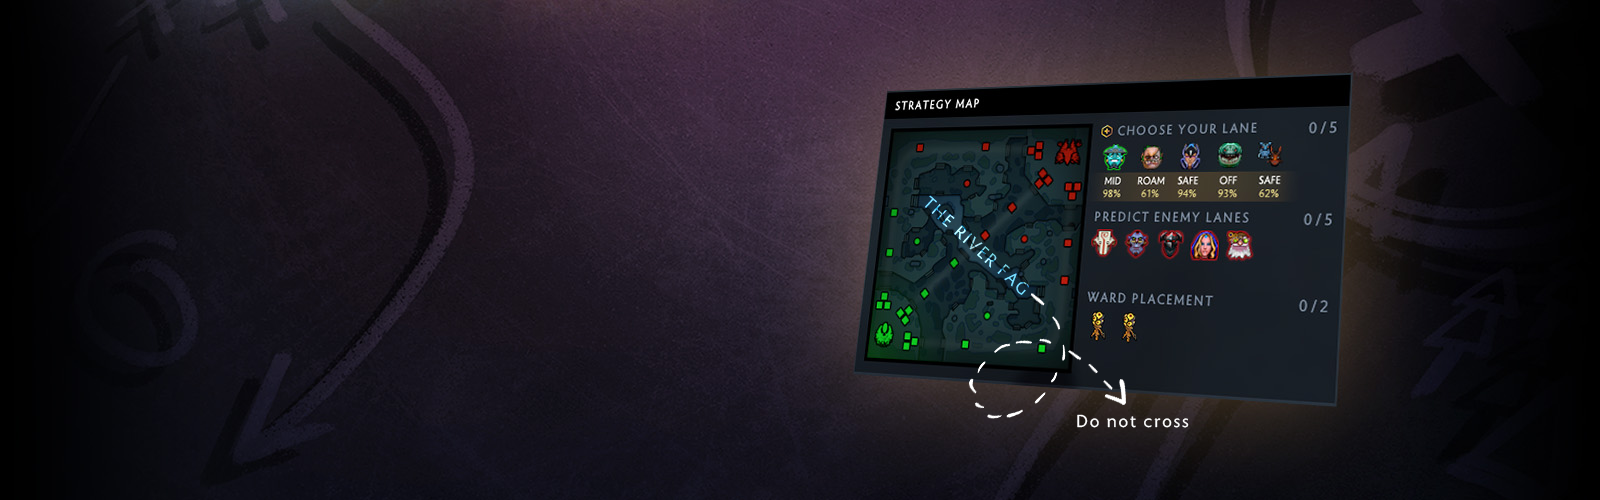 STRATEGY MAP
CHOOSE YOUR LANE 0/5
MID ROAM SAFE OFF SAFE
98% 61% 94% 93% 62%
THE RIVER FAG
PREDICT ENEMY LANES 0/5
WARD PLACEMENT 0/2
Do not cross